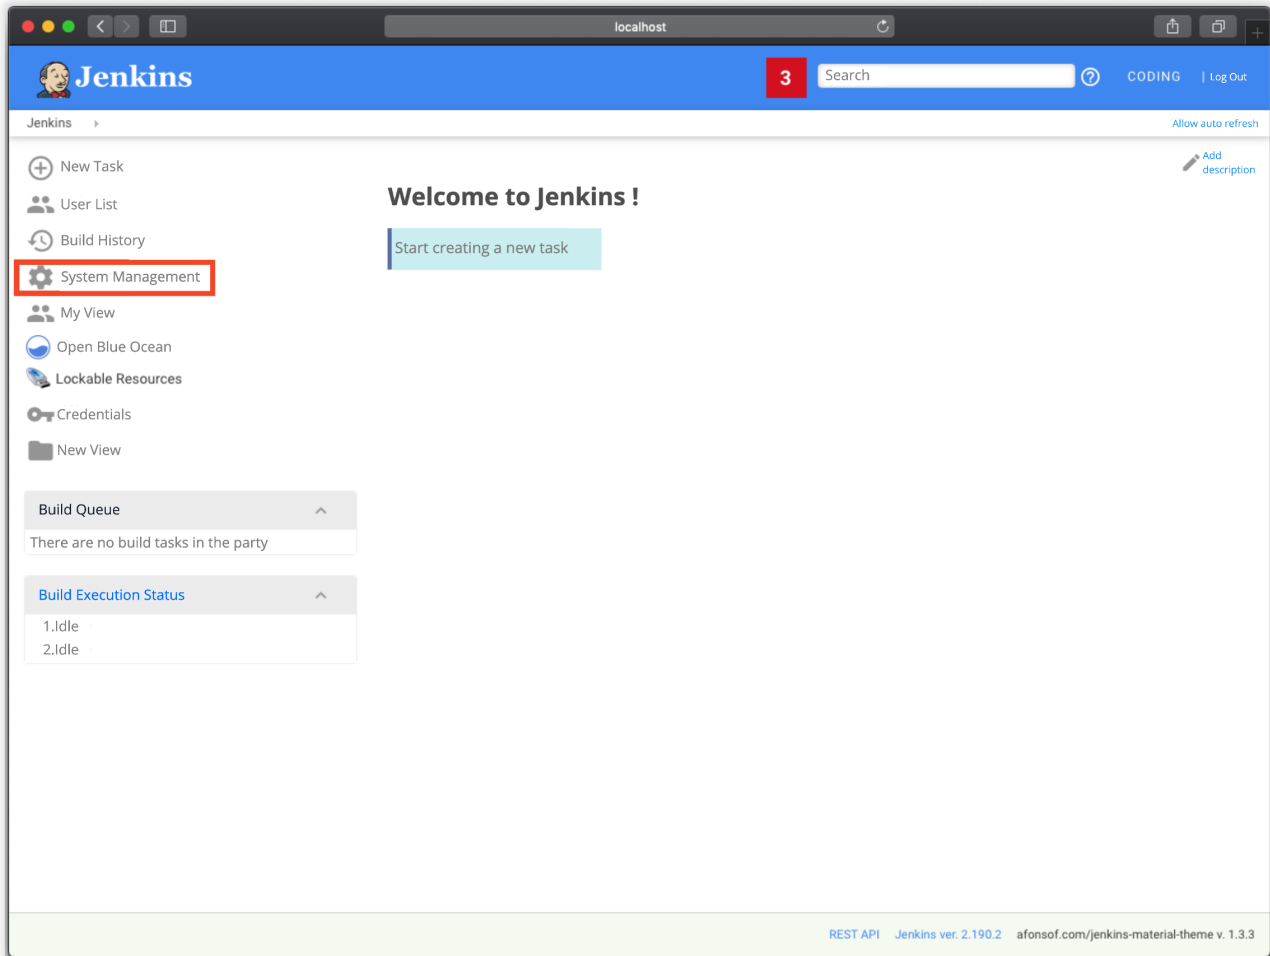 localhost
Jenkins
3
Search
CODING
| Log Out
Jenkins
Allow auto refresh
New Task
User List
Build History
System Management
My View
Open Blue Ocean
Lockable Resources
Credentials
New View
Add
description
Welcome to Jenkins !
Start creating a new task
Build Queue
There are no build tasks in the party
Build Execution Status
1.Idle
2.Idle
REST API Jenkins ver. 2.190.2 afonsof.com/jenkins-material-theme v. 1.3.3